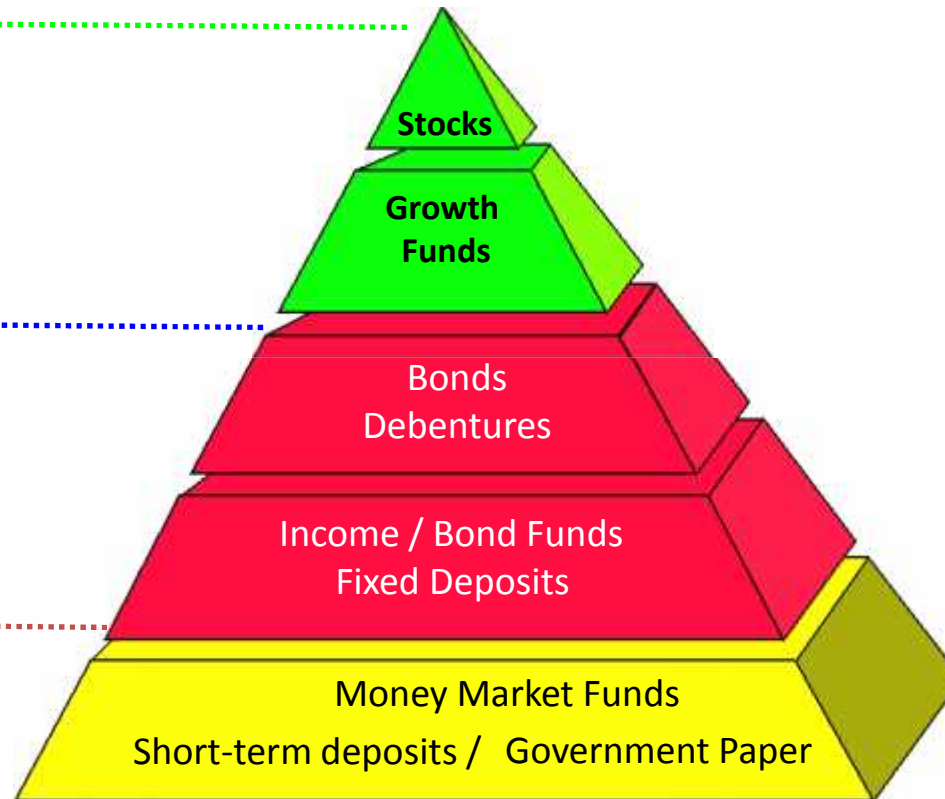 Stocks
Growth
Funds
Bonds
Debentures
Income / Bond Funds
Fixed Deposits
Money Market Funds
Short-term deposits / Government Paper